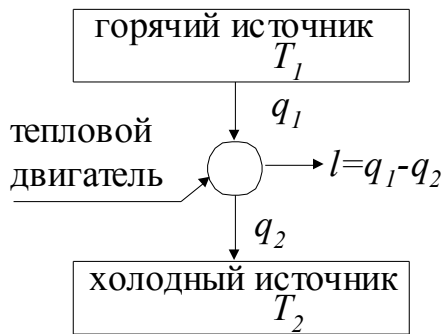 горячий источник
T₁
q₁
тепловой
двигатель
l=q₁-q₂
q₂
холодный источник
T₂